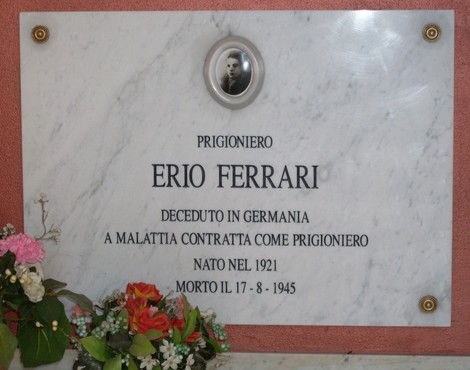 PRIGIONIERO
ERIO FERRARI
DECEDUTO IN GERMANIA
A MALATTIA CONTRATTA COME PRIGIONIERO
NATO NEL 1921
MORTO IL 17 - 8 - 1945